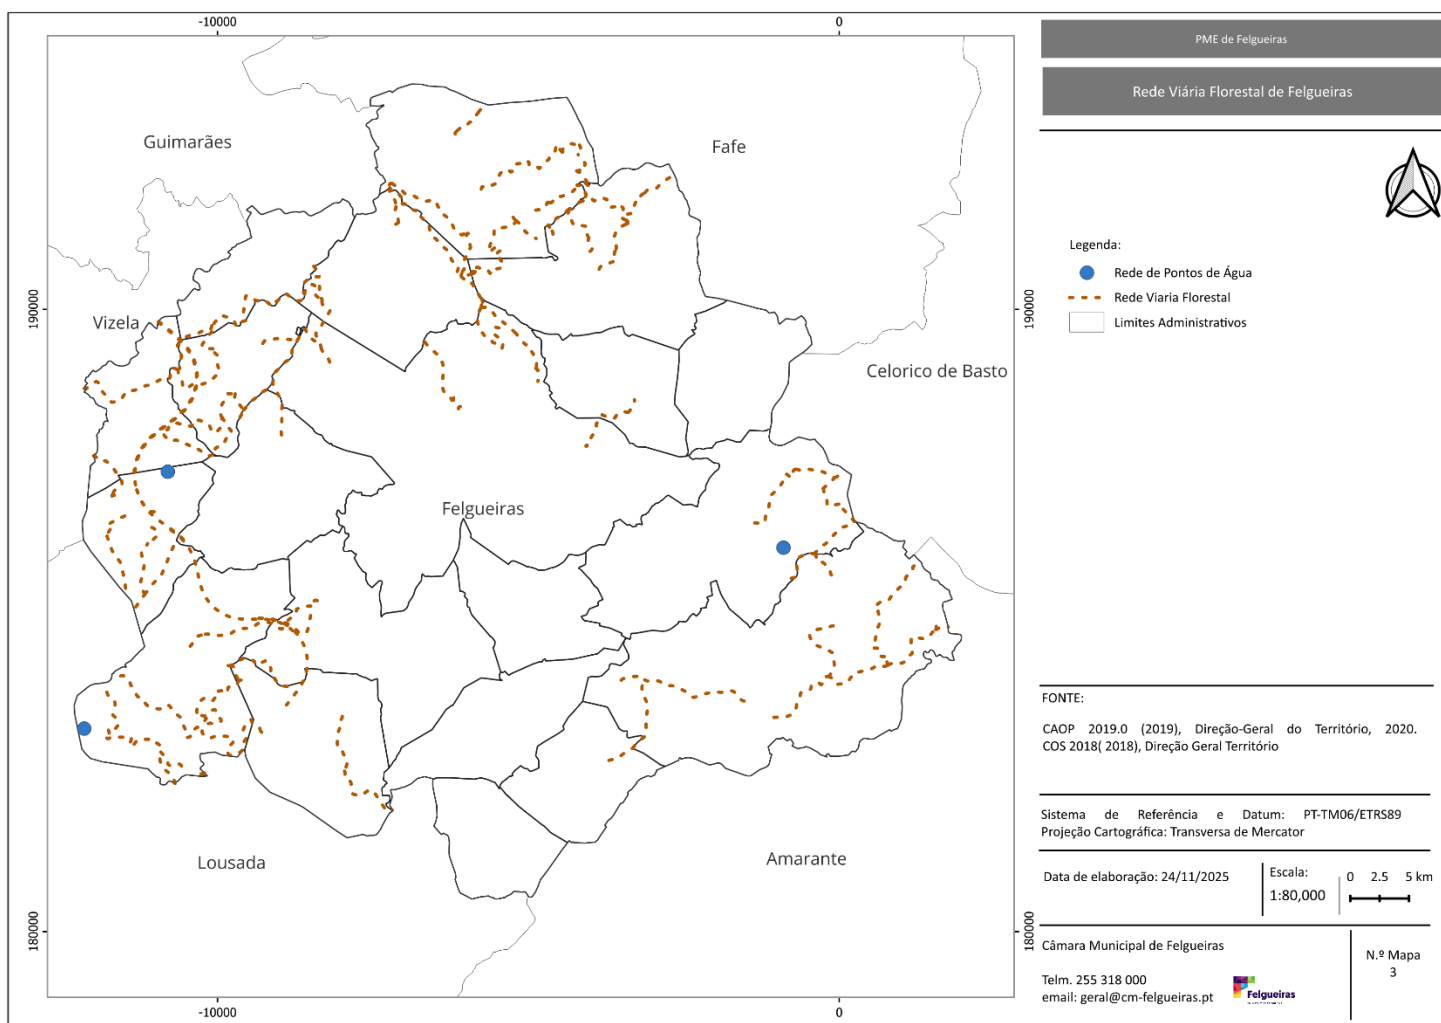 -10000
0
PME de Felgueiras
Rede Viária Florestal de Felgueiras
Guimarães
Fafe
Legenda:
Rede de Pontos de Água
Rede Viaria Florestal
Limites Administrativos
190000
190000
Vizela
Celorico de Basto
Felgueiras
FONTE:
CAOP 2019.0 (2019), Direção-Geral do Território, 2020.
COS 2018( 2018), Direção Geral Território
Sistema de Referência e Datum: PT-TM06/ETRS89
Projeção Cartográfica: Transversa de Mercator
Lousada
Amarante
Data de elaboração: 24/11/2025
Escala:
1:80,000
0 2.5 5 km
180000
180000
Câmara Municipal de Felgueiras
Telm. 255 318 000
email: geral@cm-felgueiras.pt
Felgueiras
N.º Mapa
3
-10000
0